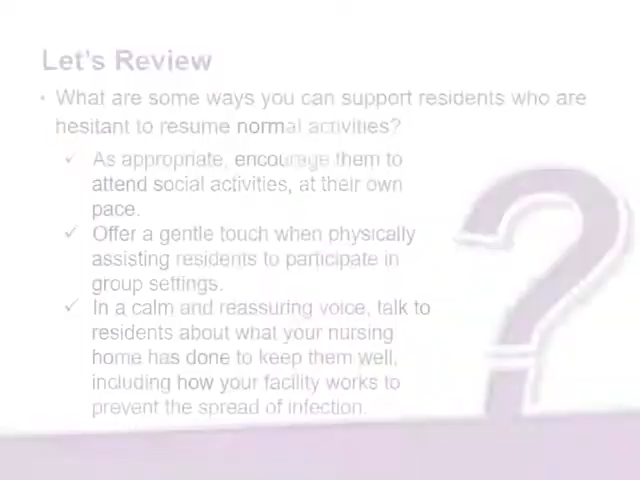 Let's Review
• What are some ways you can support residents who are
hesitant to resume normal activities?
✓ As appropriate, encourage them to
attend social activities, at their own
pace.
✓ Offer a gentle touch when physically
assisting residents to participate in
group settings.
✓ In a calm and reassuring voice, talk to
residents about what your nursing
home has done to keep them well,
including how your facility works to
prevent the spread of infection.
?